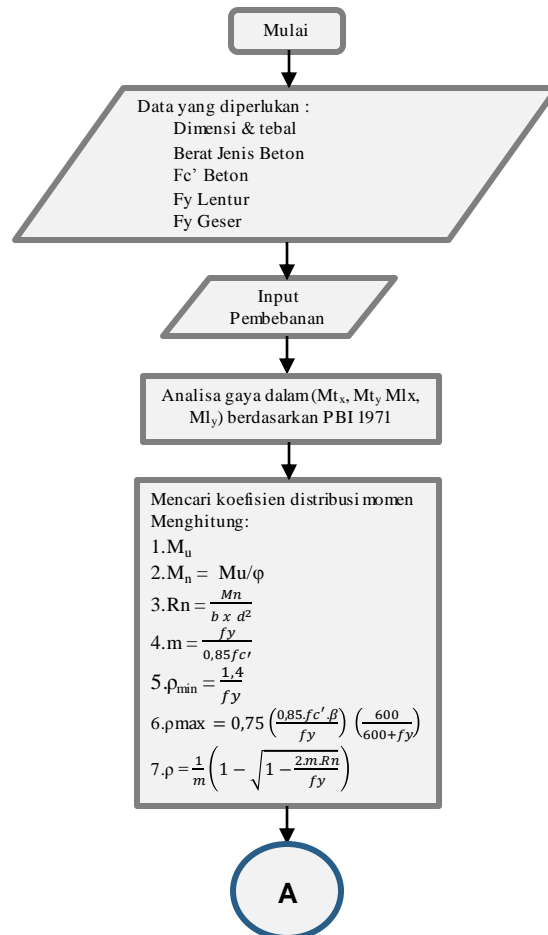 Mulai
Data yang diperlukan :
Dimensi & tebal
Berat Jenis Beton
Fc' Beton
Fy Lentur
Fy Geser
Input
Pembebanan
Analisa gaya dalam (Mtₓ, Mtᵧ Mlx,
Mlᵧ) berdasarkan PBI 1971
Mencari koefisien distribusi momen
Menghitung:
1.Mᵤ
2.Mₙ = Mu/φ
3.Rn = Mn / (b x d²)
4.m = fy / (0,85fc′)
5.ρmin = 1,4 / fy
6.ρmax = 0,75 (0,85.fc′.β / fy) (600 / 600+fy)
7.ρ = 1/m (1 − √(1 − 2.m.Rn / fy))
A